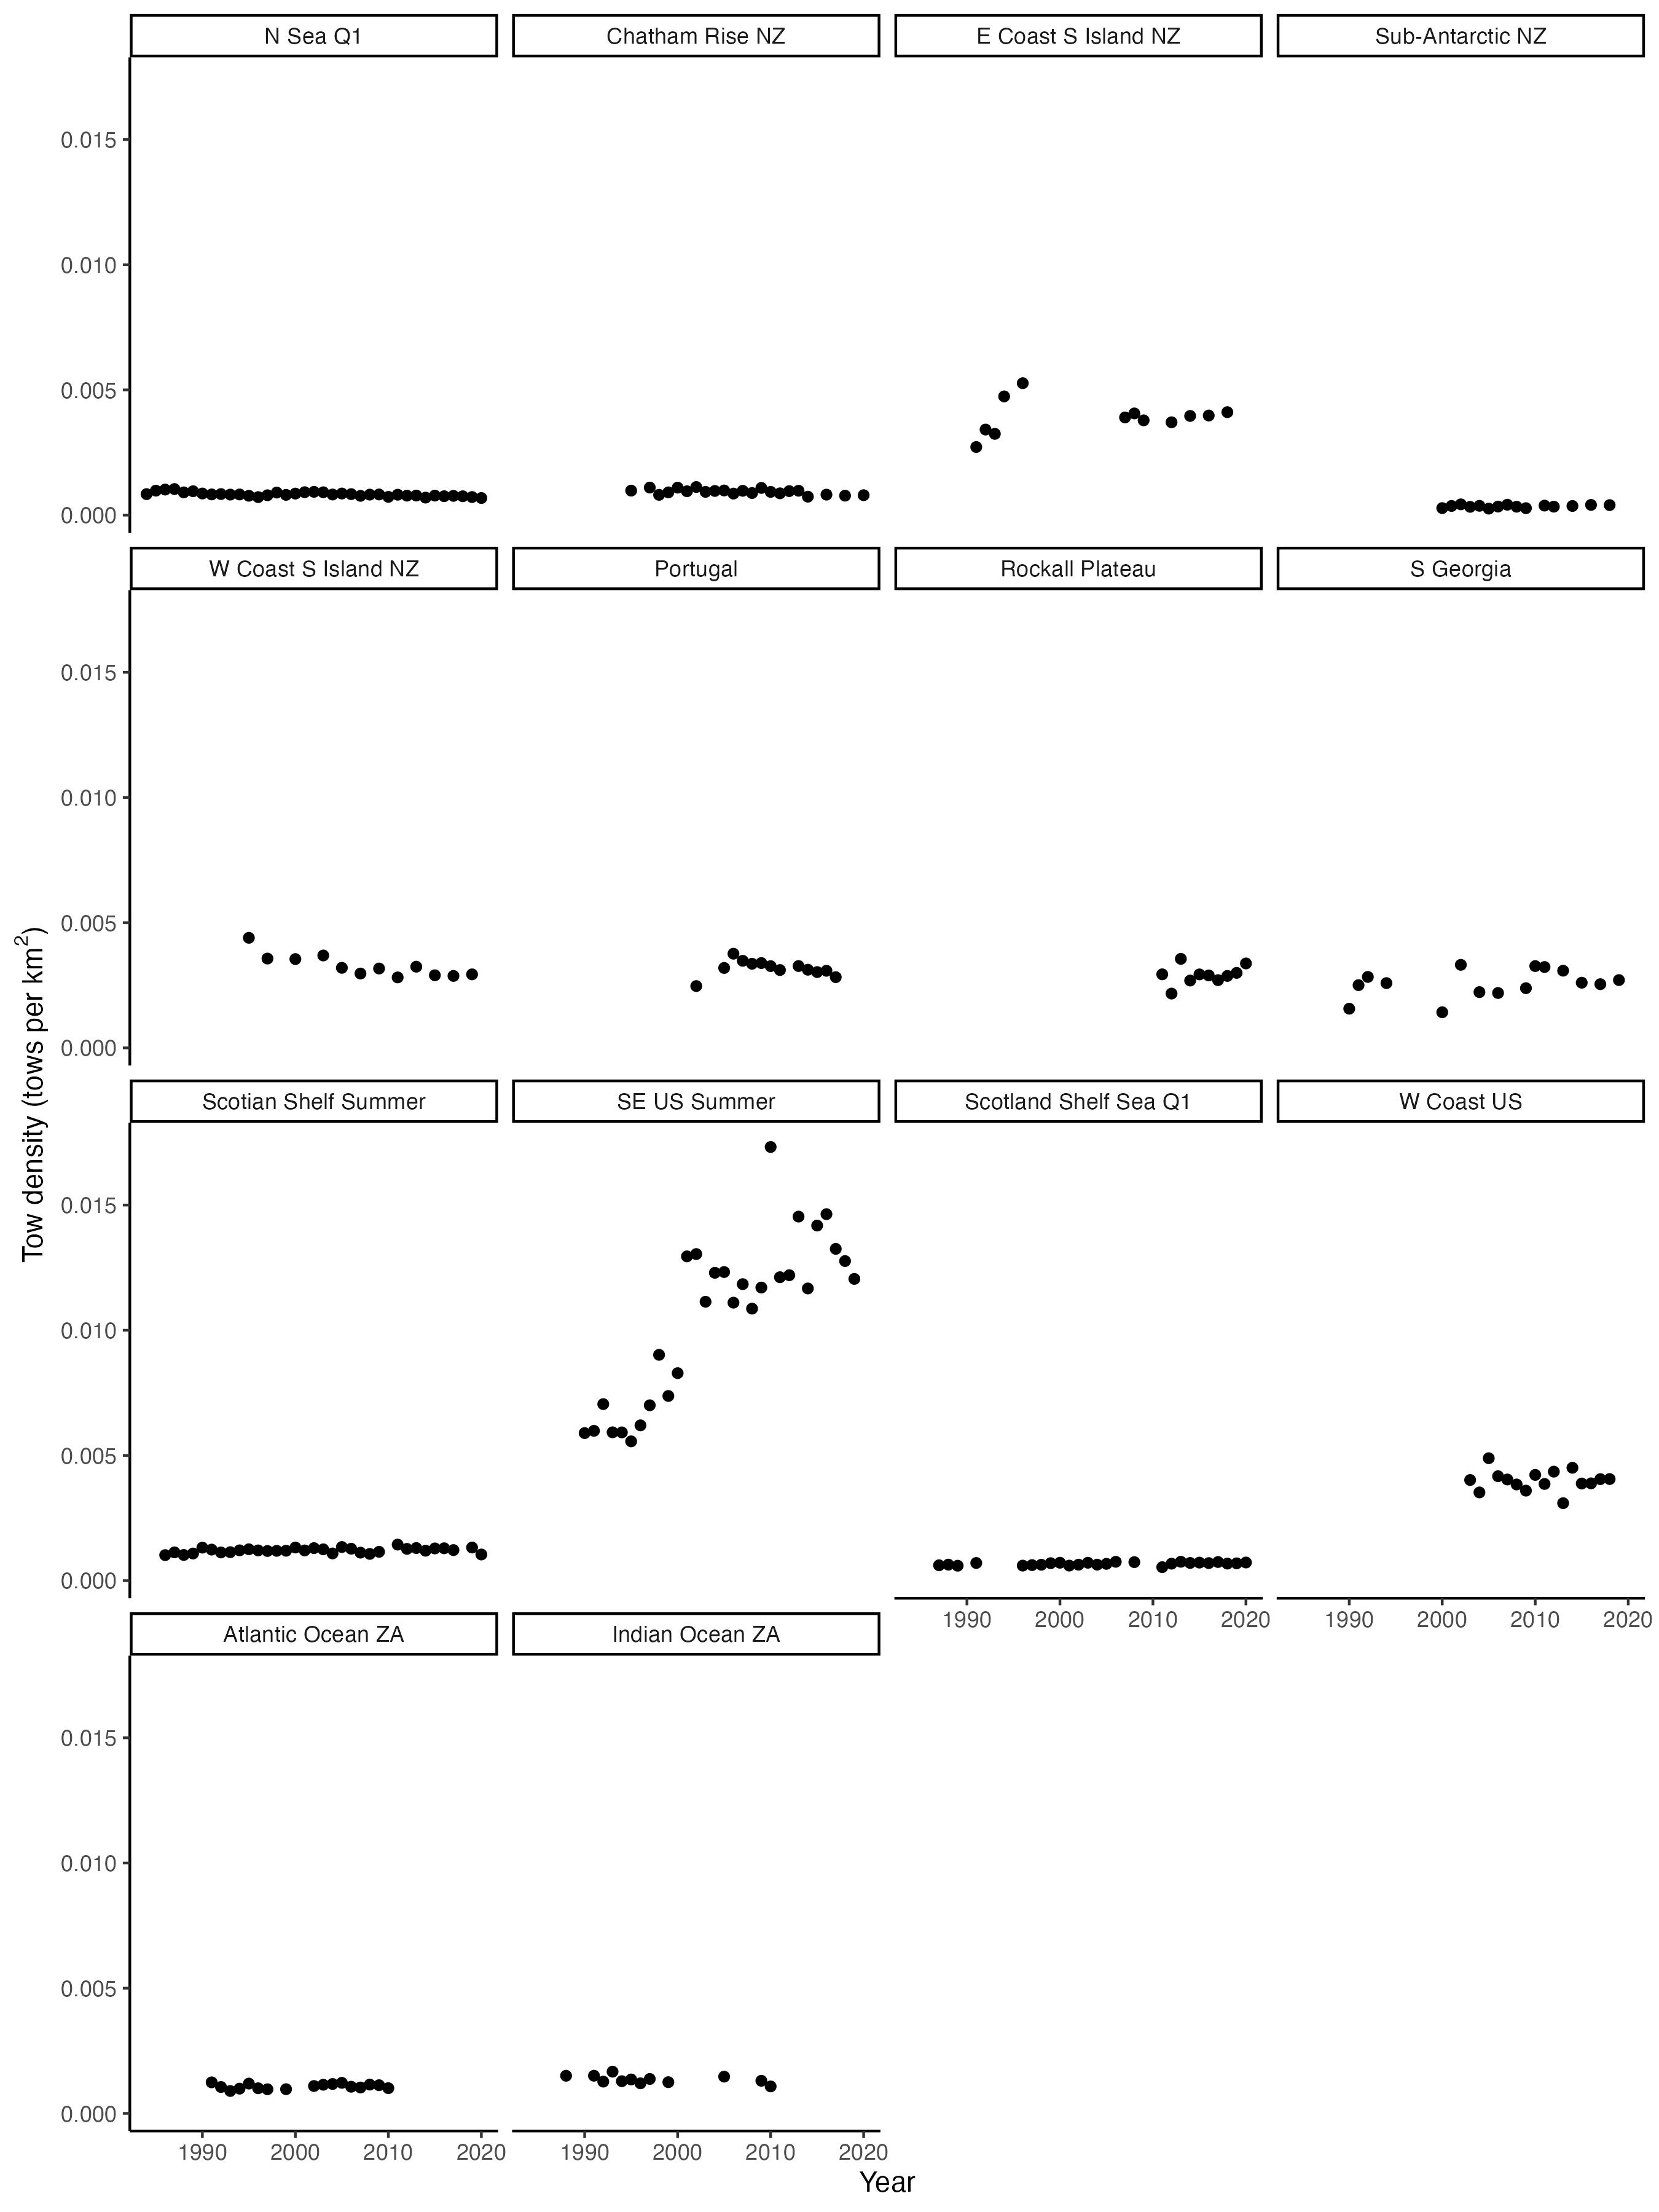 N Sea Q1 Chatham Rise NZ E Coast S Island NZ Sub-Antarctic NZ
0.015
0.010
0.005
0.000
W Coast S Island NZ Portugal Rockall Plateau S Georgia
0.015
0.010
0.005
0.000
Tow density (tows per km²)
Scotian Shelf Summer SE US Summer Scotland Shelf Sea Q1 W Coast US
0.015
0.010
0.005
0.000
1990 2000 2010 2020 1990 2000 2010 2020
Atlantic Ocean ZA Indian Ocean ZA
0.015
0.010
0.005
0.000
1990 2000 2010 2020 1990 2000 2010 2020
Year